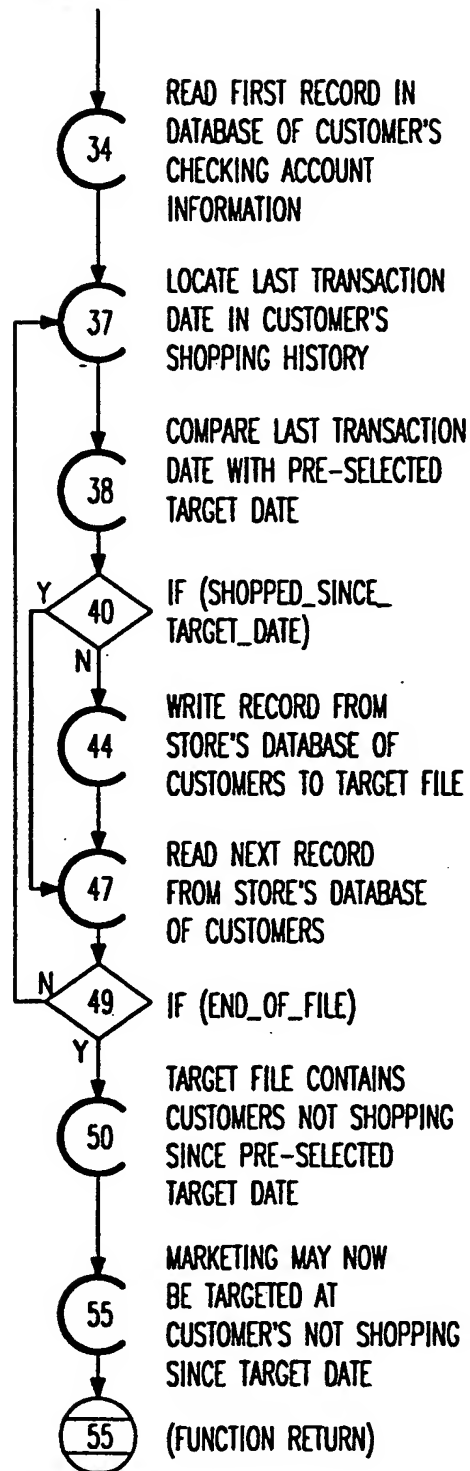 34
READ FIRST RECORD IN
DATABASE OF CUSTOMER'S
CHECKING ACCOUNT
INFORMATION
37
LOCATE LAST TRANSACTION
DATE IN CUSTOMER'S
SHOPPING HISTORY
38
COMPARE LAST TRANSACTION
DATE WITH PRE-SELECTED
TARGET DATE
Y
40
N
IF (SHOPPED_SINCE_
TARGET_DATE)
44
WRITE RECORD FROM
STORE'S DATABASE OF
CUSTOMERS TO TARGET FILE
47
READ NEXT RECORD
FROM STORE'S DATABASE
OF CUSTOMERS
N
49
Y
IF (END_OF_FILE)
50
TARGET FILE CONTAINS
CUSTOMERS NOT SHOPPING
SINCE PRE-SELECTED
TARGET DATE
55
MARKETING MAY NOW
BE TARGETED AT
CUSTOMER'S NOT SHOPPING
SINCE TARGET DATE
55
(FUNCTION RETURN)